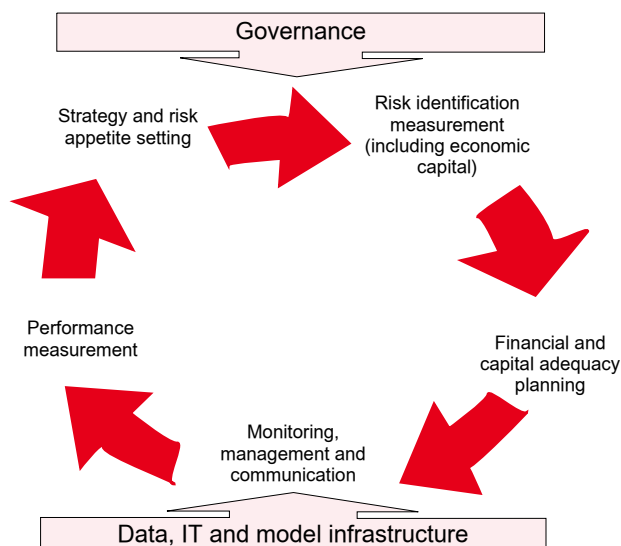 Governance
Strategy and risk
appetite setting
Risk identification
measurement
(including economic
capital)
Financial and
capital adequacy
planning
Monitoring,
management and
communication
Performance
measurement
Data, IT and model infrastructure